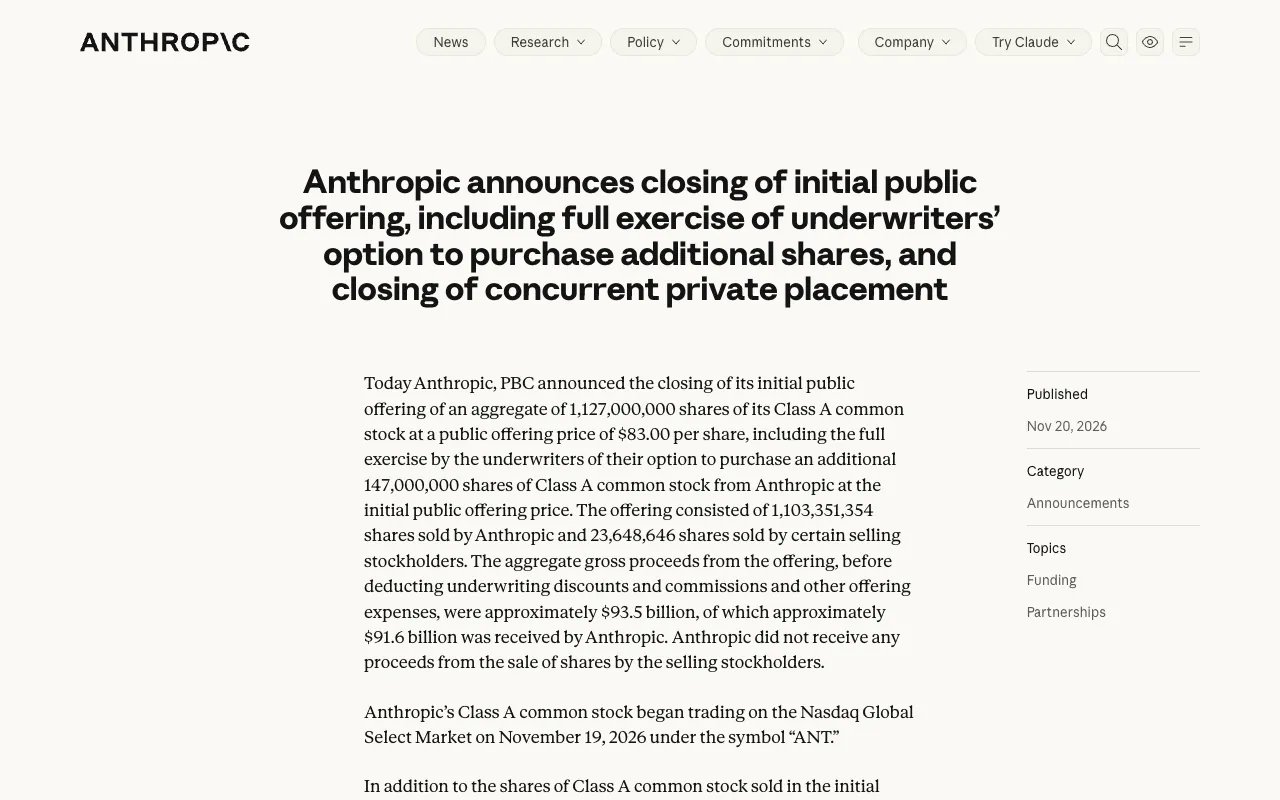 ANTHROP\C
News
Research
Policy
Commitments
Company
Try Claude
Anthropic announces closing of initial public
offering, including full exercise of underwriters’
option to purchase additional shares, and
closing of concurrent private placement
Today Anthropic, PBC announced the closing of its initial public
offering of an aggregate of 1,127,000,000 shares of its Class A common
stock at a public offering price of $83.00 per share, including the full
exercise by the underwriters of their option to purchase an additional
147,000,000 shares of Class A common stock from Anthropic at the
initial public offering price. The offering consisted of 1,103,351,354
shares sold by Anthropic and 23,648,646 shares sold by certain selling
stockholders. The aggregate gross proceeds from the offering, before
deducting underwriting discounts and commissions and other offering
expenses, were approximately $93.5 billion, of which approximately
$91.6 billion was received by Anthropic. Anthropic did not receive any
proceeds from the sale of shares by the selling stockholders.
Anthropic’s Class A common stock began trading on the Nasdaq Global
Select Market on November 19, 2026 under the symbol “ANT.”
In addition to the shares of Class A common stock sold in the initial
Published
Nov 20, 2026
Category
Announcements
Topics
Funding
Partnerships